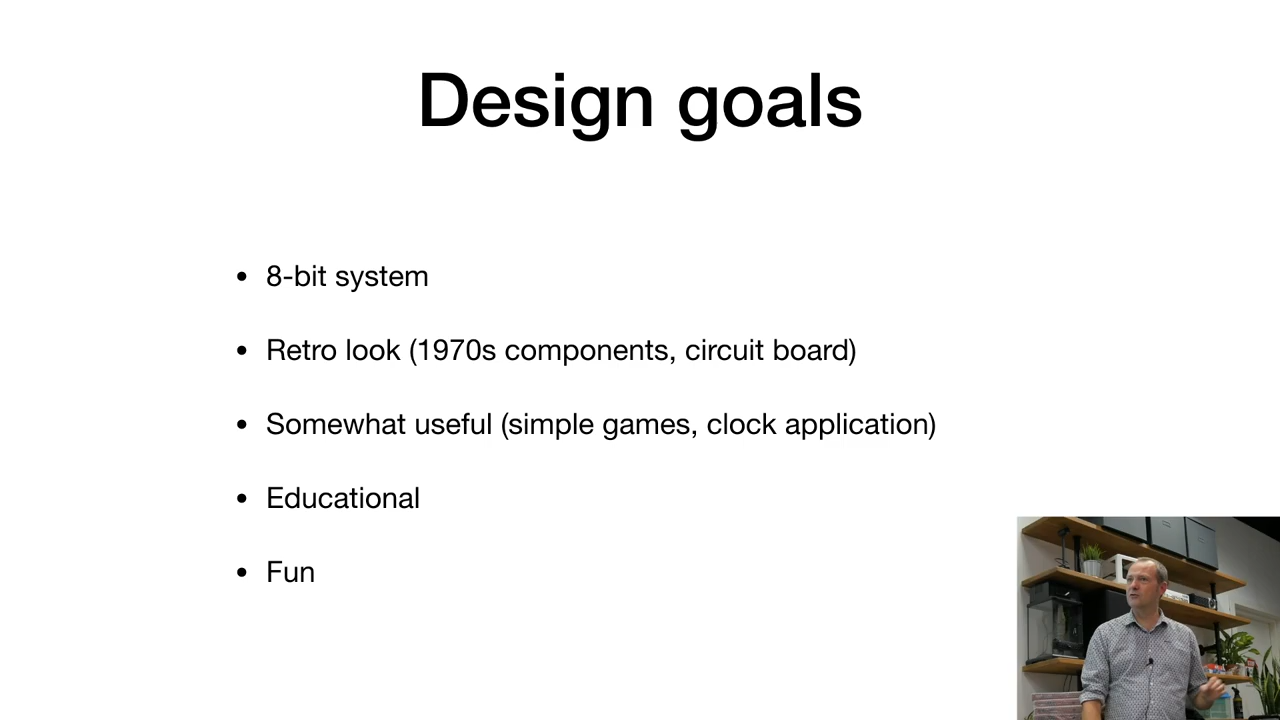 Design goals
• 8-bit system
• Retro look (1970s components, circuit board)
• Somewhat useful (simple games, clock application)
• Educational
• Fun